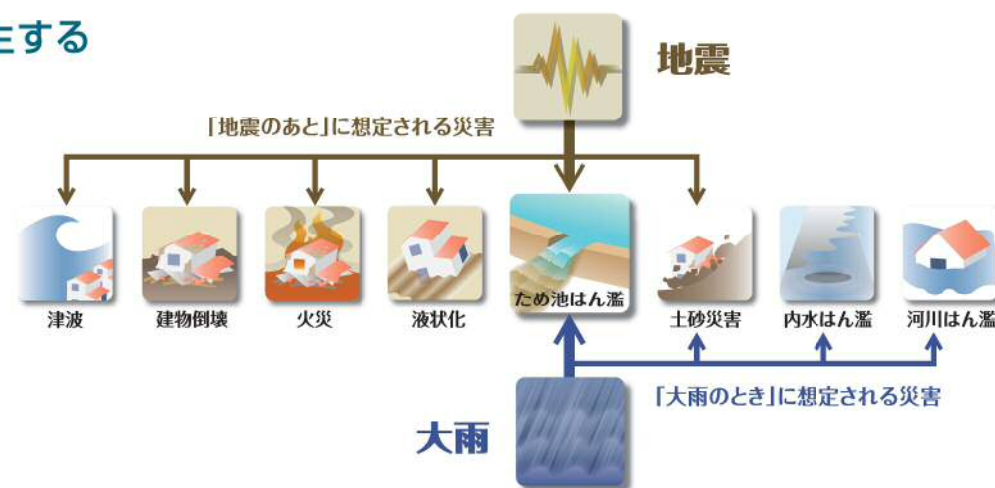 生する
地震
「地震のあと」に想定される災害
津波
建物倒壊
火災
液状化
ため池はん濫
土砂災害
内水はん濫
河川はん濫
「大雨のとき」に想定される災害
大雨